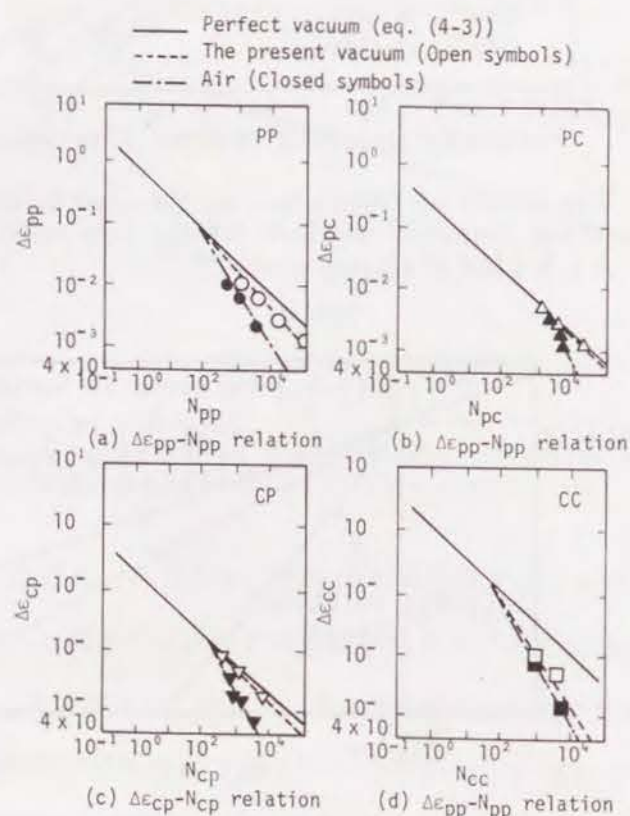 Perfect vacuum (eq. (4-3))
The present vacuum (Open symbols)
Air (Closed symbols)
10¹
10⁰
10⁻¹
10⁻²
10⁻³
4 × 10
Δεpp
PP
10⁻¹ 10⁰ 10² 10⁴
Npp
(a) Δεpp-Npp relation
10¹
10⁰
10⁻¹
10⁻²
10⁻³
4 × 10
Δεpc
PC
10⁻¹ 10⁰ 10² 10⁴
Npc
(b) Δεpp-Npp relation
10
10
10⁻
10⁻
10⁻
4 × 10
Δεcp
CP
10⁻¹ 10⁰ 10² 10⁴
Ncp
(c) Δεcp-Ncp relation
10
10
10⁻
10⁻
10⁻
4 × 10
Δεcc
CC
10⁻¹ 10⁰ 10² 10⁴
Ncc
(d) Δεpp-Npp relation